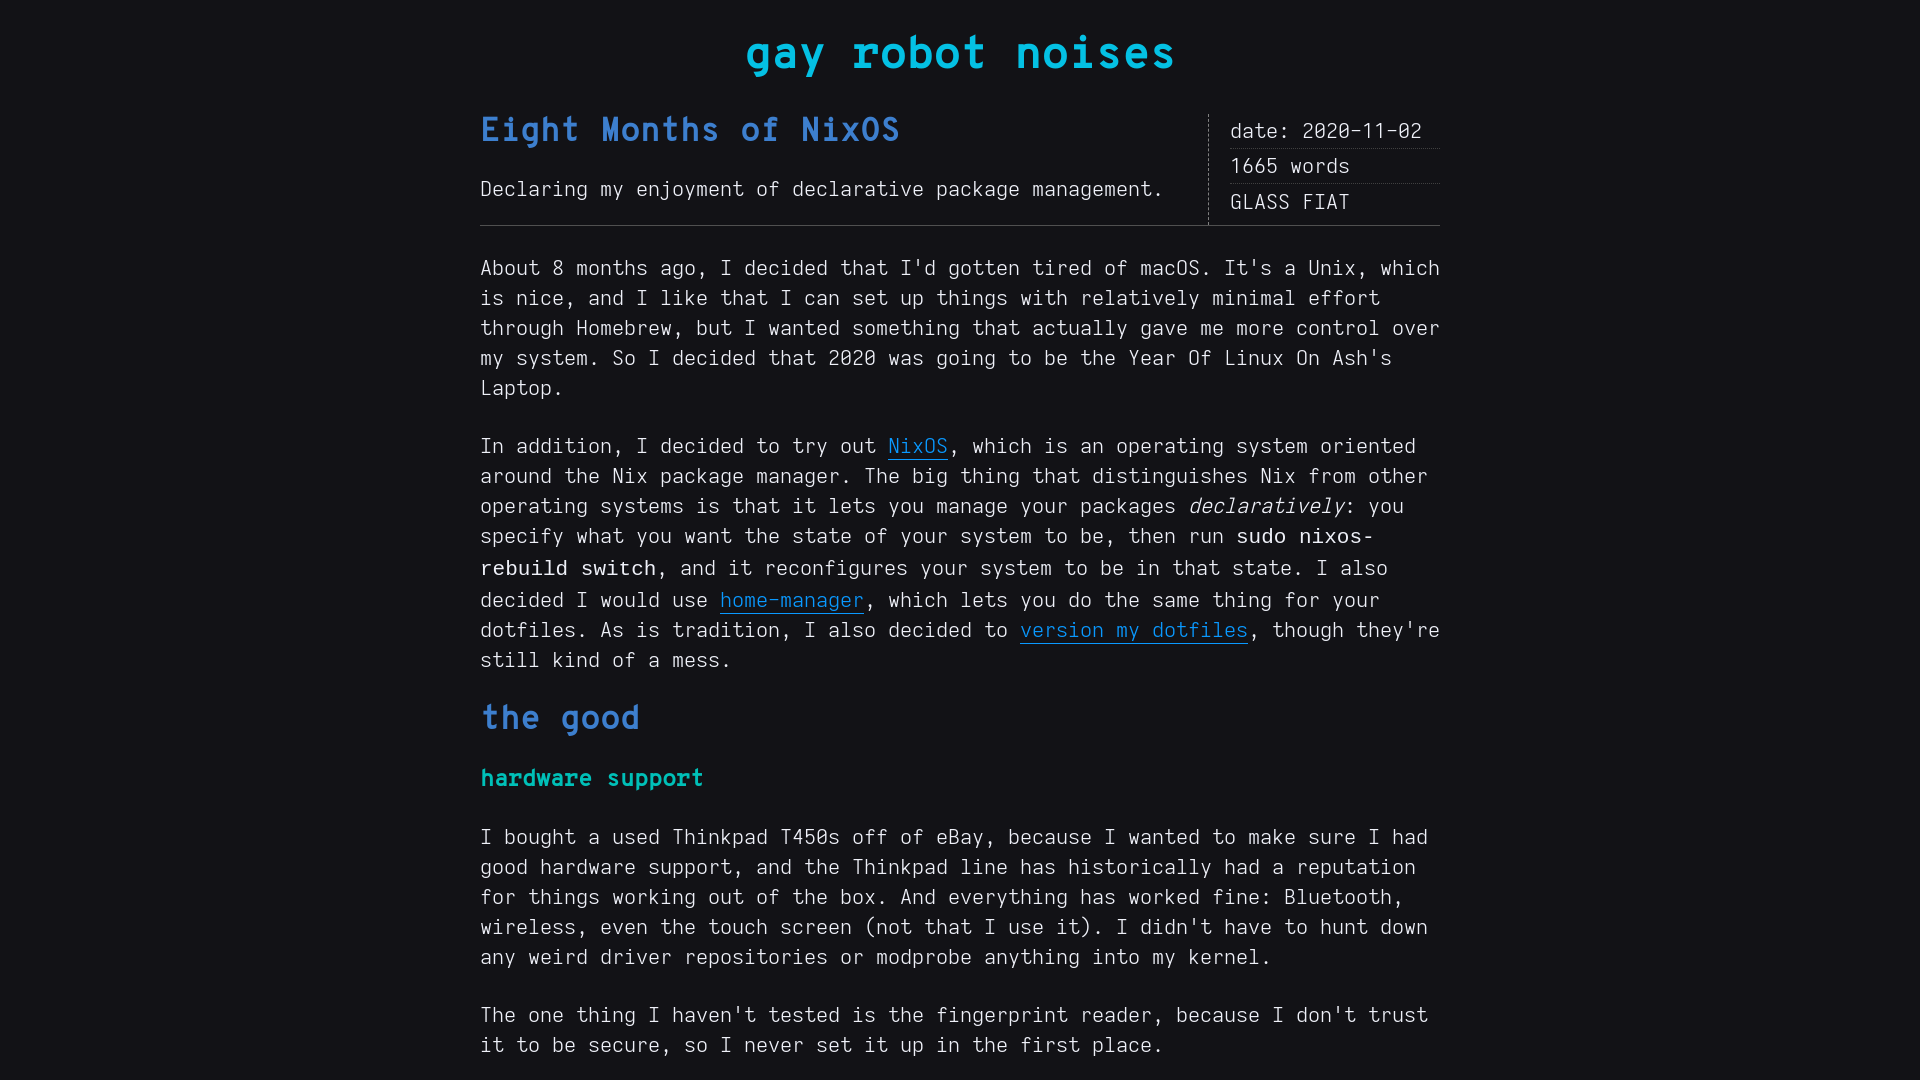 gay robot noises
Eight Months of NixOS
Declaring my enjoyment of declarative package management.
date: 2020-11-02
1665 words
GLASS FIAT
About 8 months ago, I decided that I'd gotten tired of macOS. It's a Unix, which
is nice, and I like that I can set up things with relatively minimal effort
through Homebrew, but I wanted something that actually gave me more control over
my system. So I decided that 2020 was going to be the Year Of Linux On Ash's
Laptop.
In addition, I decided to try out NixOS, which is an operating system oriented
around the Nix package manager. The big thing that distinguishes Nix from other
operating systems is that it lets you manage your packages declaratively: you
specify what you want the state of your system to be, then run sudo nixos-
rebuild switch, and it reconfigures your system to be in that state. I also
decided I would use home-manager, which lets you do the same thing for your
dotfiles. As is tradition, I also decided to version my dotfiles, though they're
still kind of a mess.
the good
hardware support
I bought a used Thinkpad T450s off of eBay, because I wanted to make sure I had
good hardware support, and the Thinkpad line has historically had a reputation
for things working out of the box. And everything has worked fine: Bluetooth,
wireless, even the touch screen (not that I use it). I didn't have to hunt down
any weird driver repositories or modprobe anything into my kernel.
The one thing I haven't tested is the fingerprint reader, because I don't trust
it to be secure, so I never set it up in the first place.